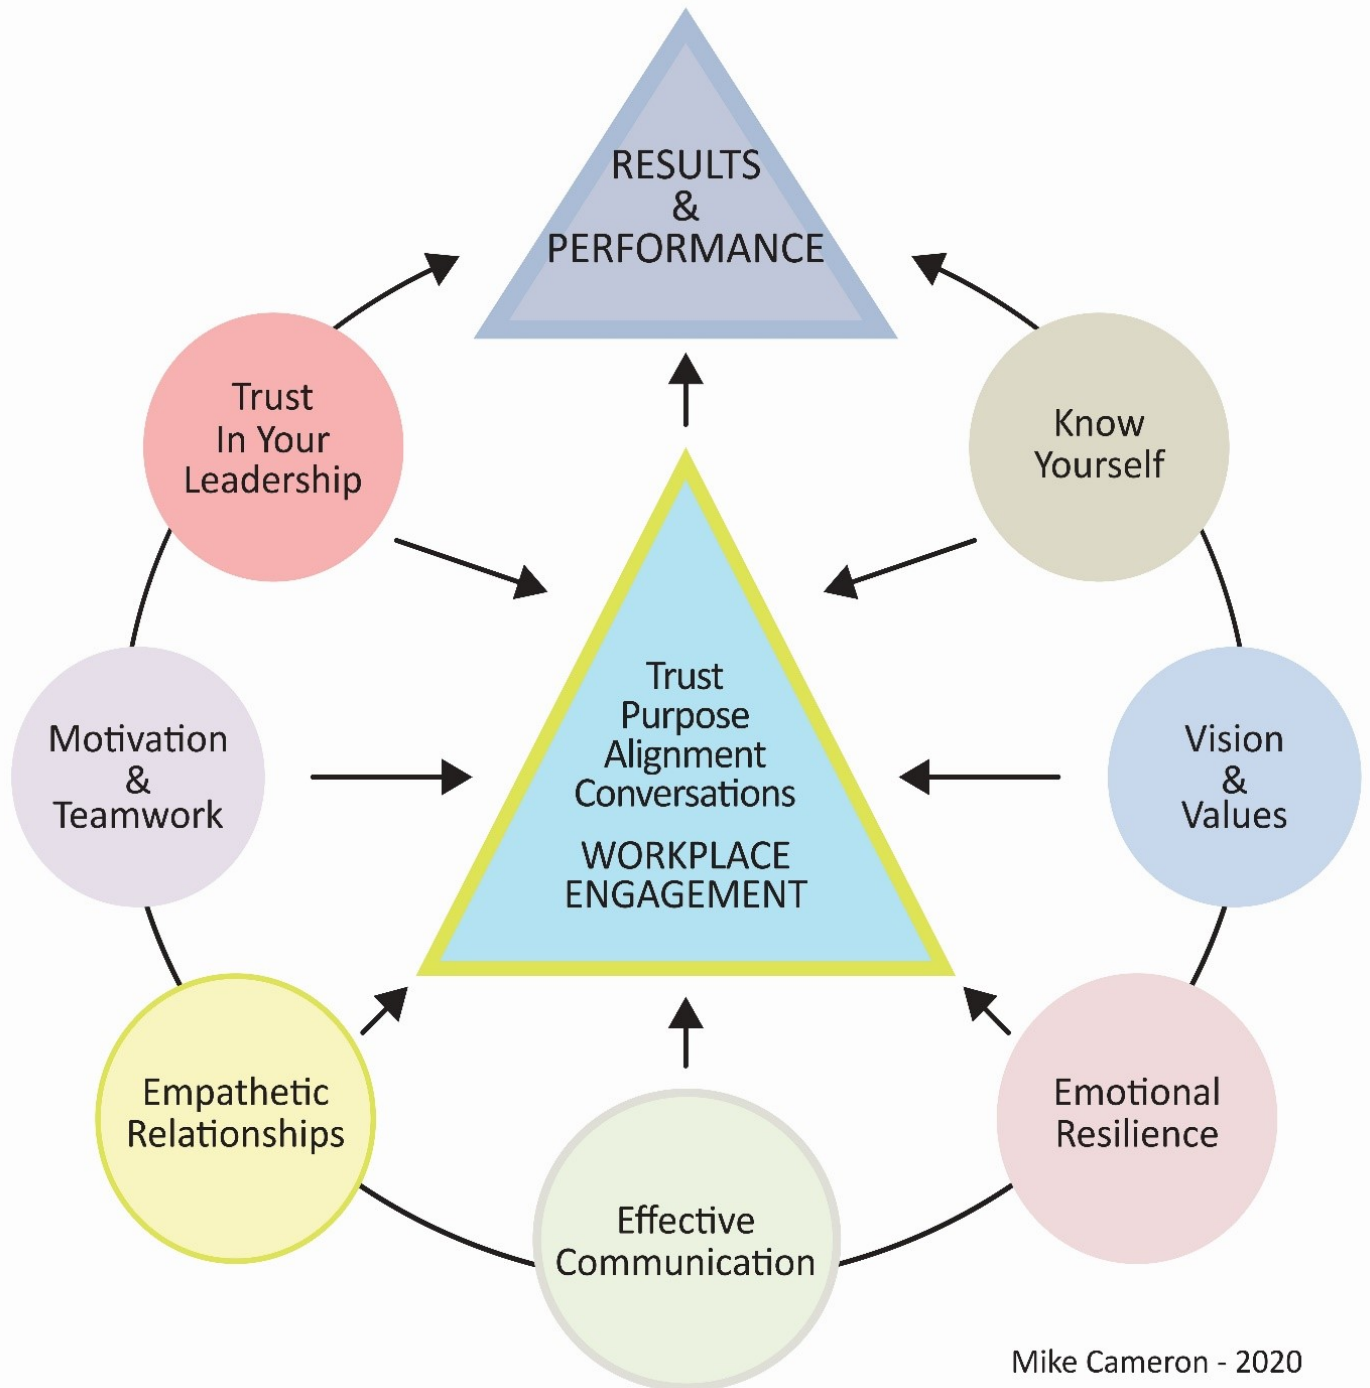 RESULTS
&
PERFORMANCE
Trust
In Your
Leadership
Know
Yourself
Trust
Purpose
Alignment
Conversations
WORKPLACE
ENGAGEMENT
Motivation
&
Teamwork
Vision
&
Values
Empathetic
Relationships
Emotional
Resilience
Effective
Communication
Mike Cameron - 2020